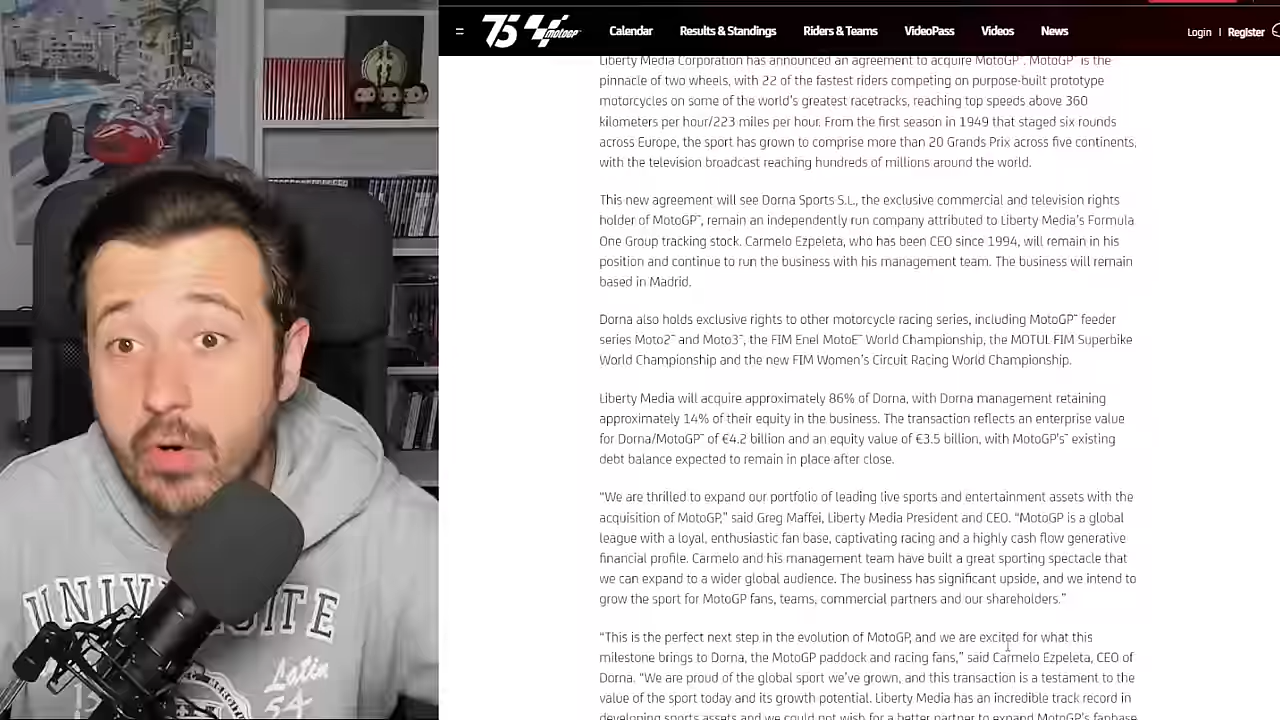 75 MotoGP Calendar Results & Standings Riders & Teams VideoPass Videos News Login | Register
Liberty Media Corporation has announced an agreement to acquire MotoGP™. MotoGP™ is the
pinnacle of two wheels, with 22 of the fastest riders competing on purpose-built prototype
motorcycles on some of the world's greatest racetracks, reaching top speeds above 360
kilometers per hour/223 miles per hour. From the first season in 1949 that staged six rounds
across Europe, the sport has grown to comprise more than 20 Grands Prix across five continents,
with the television broadcast reaching hundreds of millions around the world.
This new agreement will see Dorna Sports S.L., the exclusive commercial and television rights
holder of MotoGP™, remain an independently run company attributed to Liberty Media's Formula
One Group tracking stock. Carmelo Ezpeleta, who has been CEO since 1994, will remain in his
position and continue to run the business with his management team. The business will remain
based in Madrid.
Dorna also holds exclusive rights to other motorcycle racing series, including MotoGP™ feeder
series Moto2™ and Moto3™, the FIM Enel MotoE™ World Championship, the MOTUL FIM Superbike
World Championship and the new FIM Women's Circuit Racing World Championship.
Liberty Media will acquire approximately 86% of Dorna, with Dorna management retaining
approximately 14% of their equity in the business. The transaction reflects an enterprise value
for Dorna/MotoGP™ of €4.2 billion and an equity value of €3.5 billion, with MotoGP's™ existing
debt balance expected to remain in place after close.
"We are thrilled to expand our portfolio of leading live sports and entertainment assets with the
acquisition of MotoGP," said Greg Maffei, Liberty Media President and CEO. "MotoGP is a global
league with a loyal, enthusiastic fan base, captivating racing and a highly cash flow generative
financial profile. Carmelo and his management team have built a great sporting spectacle that
we can expand to a wider global audience. The business has significant upside, and we intend to
grow the sport for MotoGP fans, teams, commercial partners and our shareholders."
"This is the perfect next step in the evolution of MotoGP, and we are excited for what this
milestone brings to Dorna, the MotoGP paddock and racing fans," said Carmelo Ezpeleta, CEO of
Dorna. "We are proud of the global sport we've grown, and this transaction is a testament to the
value of the sport today and its growth potential. Liberty Media has an incredible track record in
developing sports assets and we could not wish for a better partner to expand MotoGP's fanbase
Latin
54